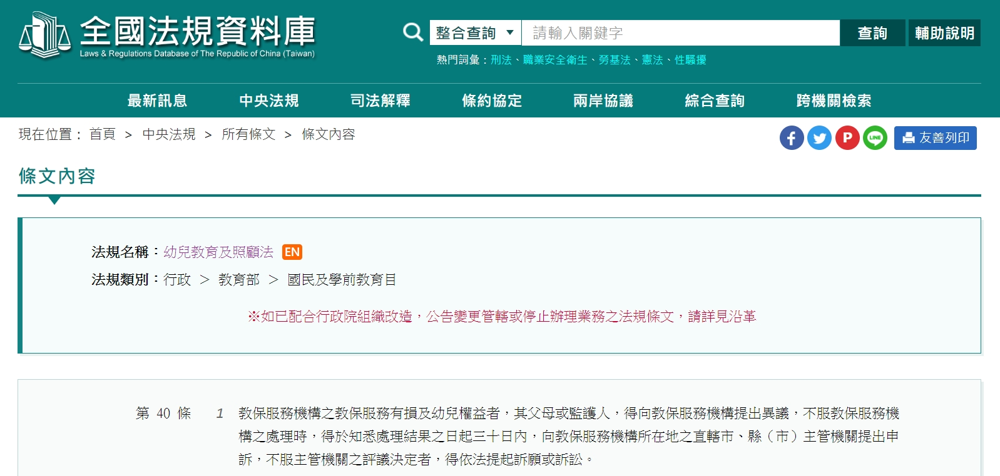 全國法規資料庫
Laws & Regulations Database of The Republic of China (Taiwan)
整合查詢 ▼ 請輸入關鍵字 查詢 輔助說明
熱門詞彙：刑法、職業安全衛生、勞基法、憲法、性騷擾
最新訊息 中央法規 司法解釋 條約協定 兩岸協議 綜合查詢 跨機關檢索
現在位置： 首頁 > 中央法規 > 所有條文 > 條文內容
f P LINE 友善列印
條文內容
法規名稱：幼兒教育及照顧法 EN
法規類別：行政 ＞ 教育部 ＞ 國民及學前教育目
※如已配合行政院組織改造，公告變更管轄或停止辦理業務之法規條文，請詳見沿革
第 40 條 1 教保服務機構之教保服務有損及幼兒權益者，其父母或監護人，得向教保服務機構提出異議，不服教保服務機
構之處理時，得於知悉處理結果之日起三十日內，向教保服務機構所在地之直轄市、縣（市）主管機關提出申
訴，不服主管機關之評議決定者，得依法提起訴願或訴訟。